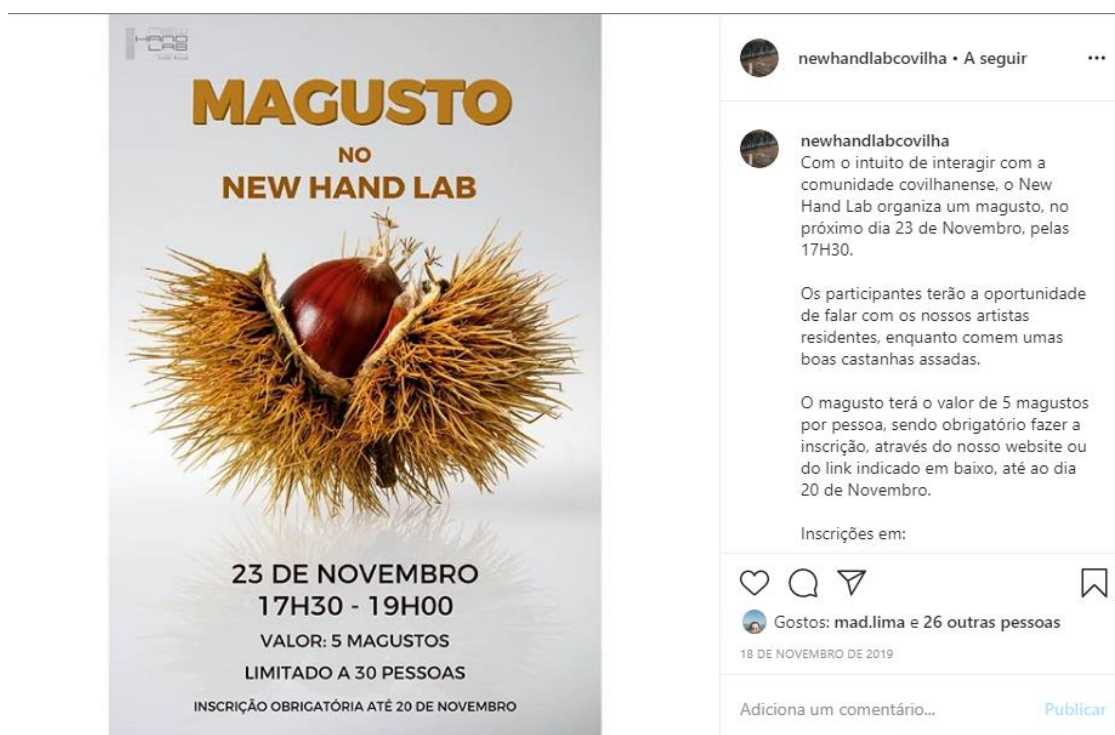 NEW
HAND
LAB
MAGUSTO
NO
NEW HAND LAB
23 DE NOVEMBRO
17H30 - 19H00
VALOR: 5 MAGUSTOS
LIMITADO A 30 PESSOAS
INSCRIÇÃO OBRIGATÓRIA ATÉ 20 DE NOVEMBRO
newhandlabcovilha • A seguir
newhandlabcovilha
Com o intuito de interagir com a
comunidade covilhanense, o New
Hand Lab organiza um magusto, no
próximo dia 23 de Novembro, pelas
17H30.
Os participantes terão a oportunidade
de falar com os nossos artistas
residentes, enquanto comem umas
boas castanhas assadas.
O magusto terá o valor de 5 magustos
por pessoa, sendo obrigatório fazer a
inscrição, através do nosso website ou
do link indicado em baixo, até ao dia
20 de Novembro.
Inscrições em:
Gostos: mad.lima e 26 outras pessoas
18 DE NOVEMBRO DE 2019
Adiciona um comentário...
Publicar